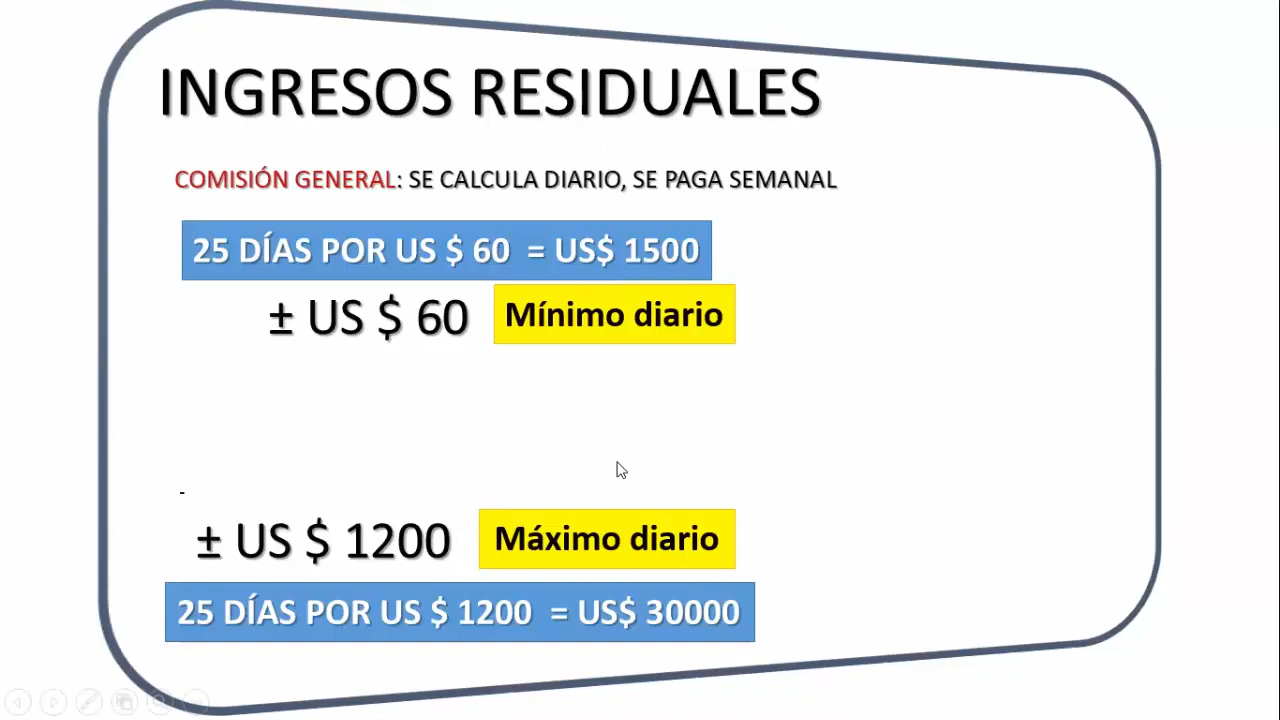 INGRESOS RESIDUALES
COMISIÓN GENERAL: SE CALCULA DIARIO, SE PAGA SEMANAL
25 DÍAS POR US $ 60 = US$ 1500
± US $ 60 Mínimo diario
-
± US $ 1200 Máximo diario
25 DÍAS POR US $ 1200 = US$ 30000